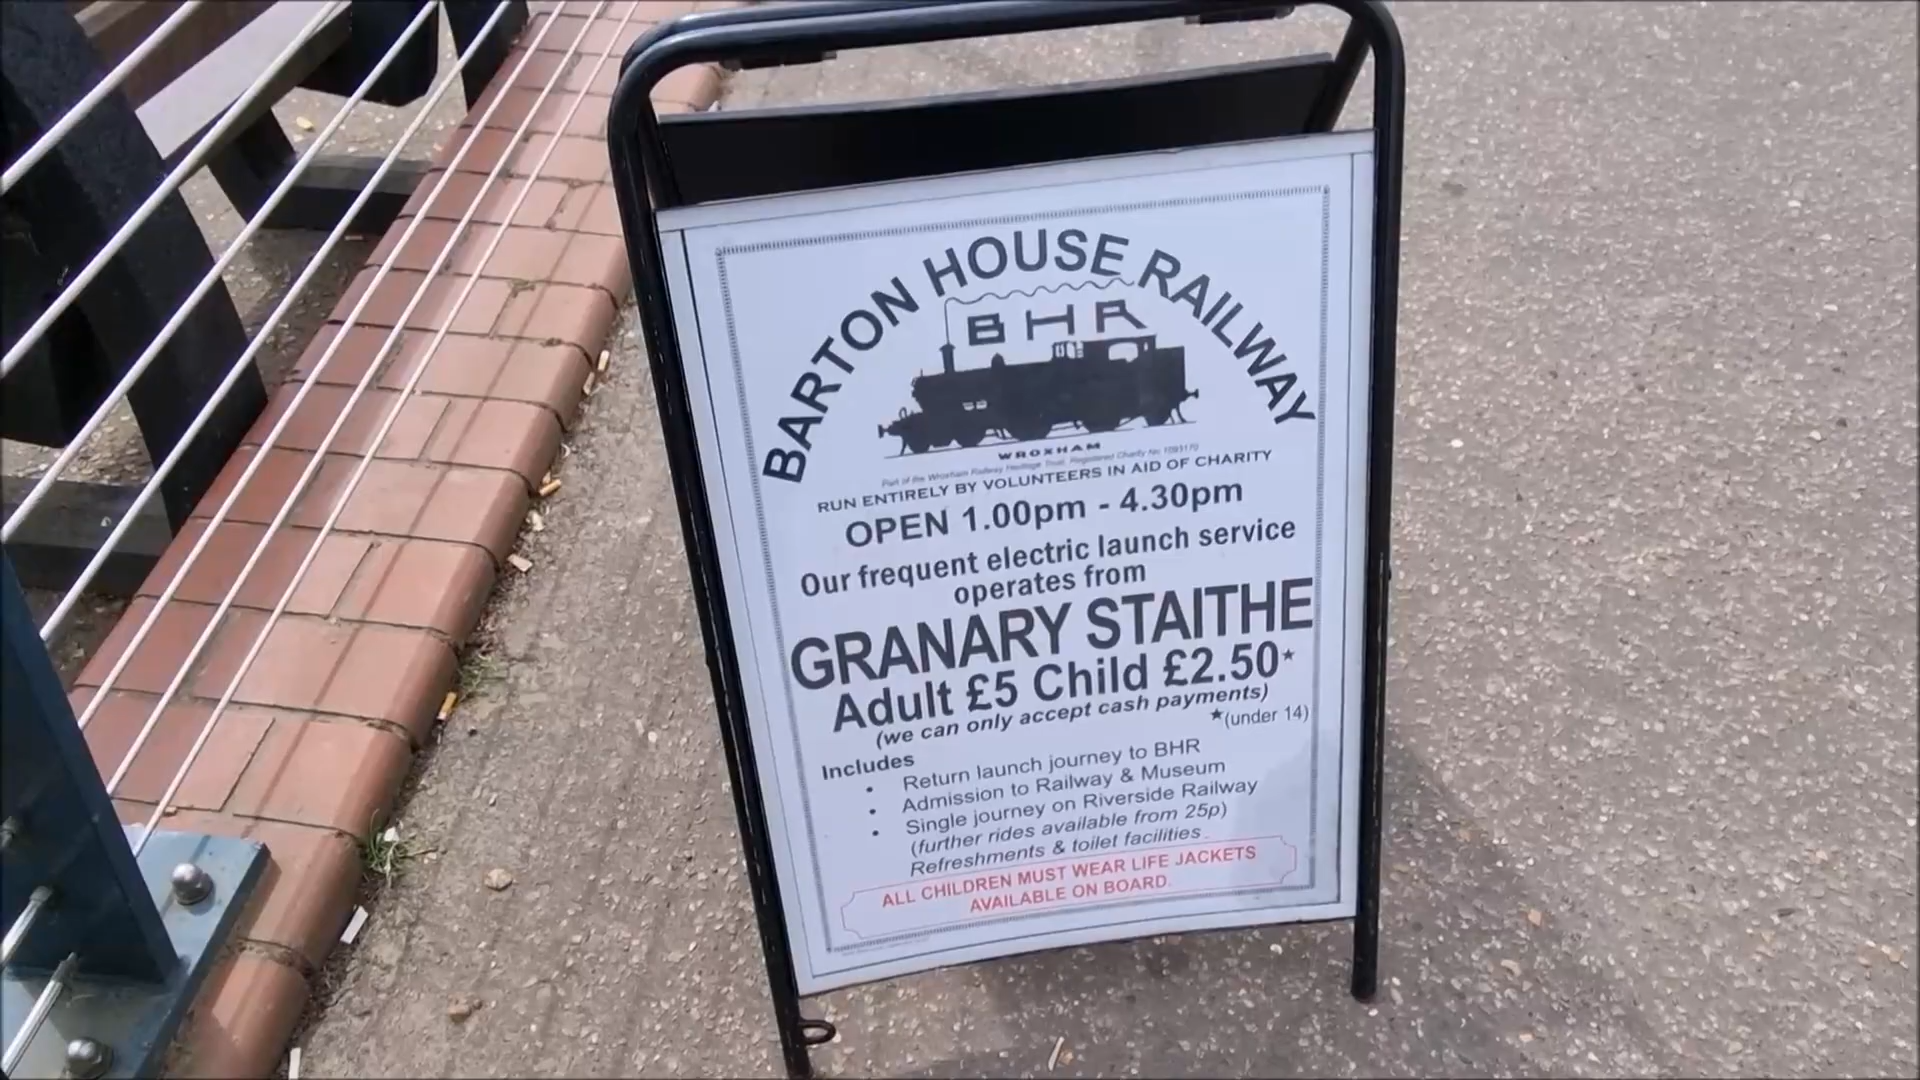 BARTON HOUSE RAILWAY
BHR
WROXHAM
Part of the Wroxham Railway Heritage Trust, Registered Charity No
RUN ENTIRELY BY VOLUNTEERS IN AID OF CHARITY
OPEN 1.00pm - 4.30pm
Our frequent electric launch service
operates from
GRANARY STAITHE
Adult £5 Child £2.50★
(we can only accept cash payments)
★(under 14)
Includes
• Return launch journey to BHR
• Admission to Railway & Museum
• Single journey on Riverside Railway
(further rides available from 25p)
Refreshments & toilet facilities
ALL CHILDREN MUST WEAR LIFE JACKETS
AVAILABLE ON BOARD.